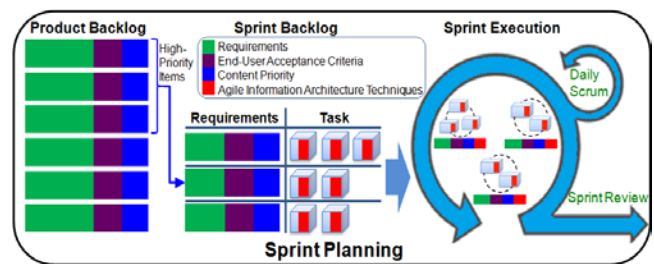 Product Backlog
Sprint Backlog
Sprint Execution
High-
Priority
Items
Requirements
End-User Acceptance Criteria
Content Priority
Agile Information Architecture Techniques
Requirements
Task
Daily
Scrum
Sprint Review
Sprint Planning